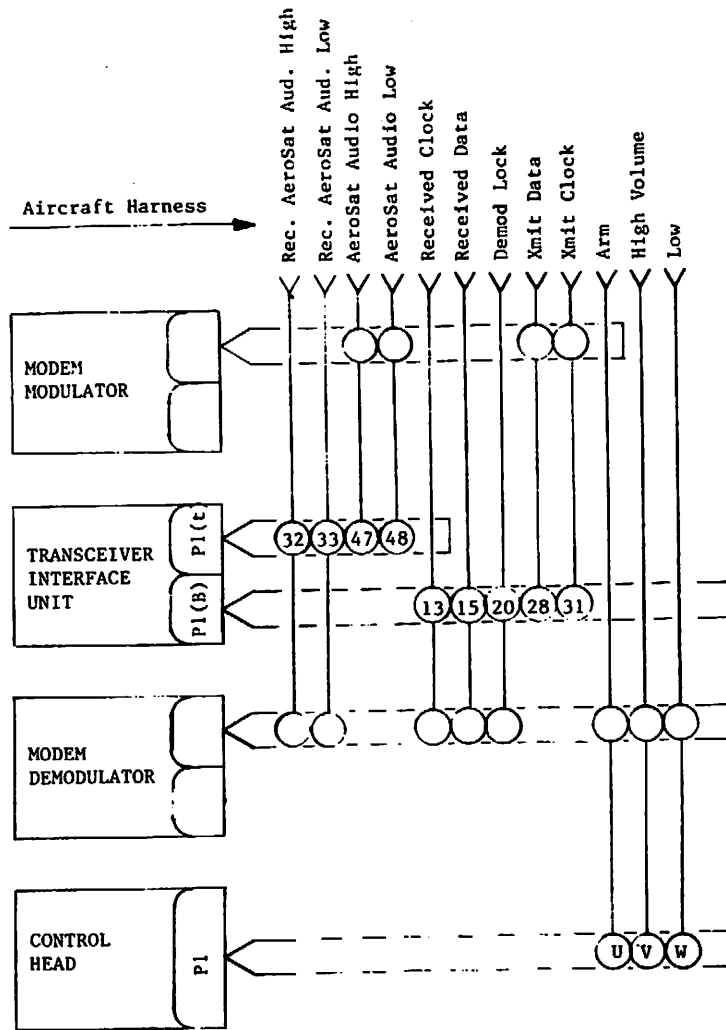 Rec. AeroSat Aud. High
Rec. AeroSat Aud. Low
AeroSat Audio High
AeroSat Audio Low
Received Clock
Received Data
Demod Lock
Xmit Data
Xmit Clock
Arm
High Volume
Low
Aircraft Harness
MODEM
MODULATOR
TRANSCEIVER
INTERFACE
UNIT
P1(t)
P1(B)
32 33 47 48
13 15 20 28 31
MODEM
DEMODULATOR
CONTROL
HEAD
P1
U V W